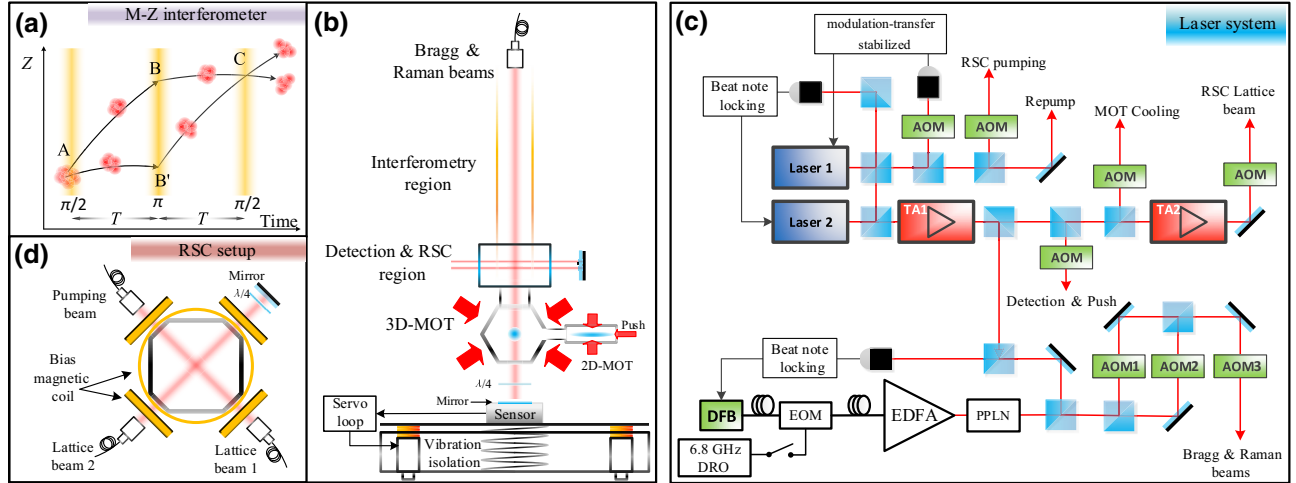 (a)
M-Z interferometer
Z
A
B
C
B'
π/2
T
π
T
π/2
Time
(b)
Bragg &
Raman beams
Interferometry
region
Detection & RSC
region
3D-MOT
Push
2D-MOT
λ/4
Mirror
Sensor
Servo
loop
Vibration
isolation
(c)
Laser system
modulation-transfer
stabilized
Beat note
locking
RSC pumping
Repump
MOT Cooling
RSC Lattice
beam
AOM
AOM
AOM
AOM
Laser 1
Laser 2
TA1
TA2
AOM
Detection & Push
Beat note
locking
AOM1
AOM2
AOM3
DFB
EOM
EDFA
PPLN
6.8 GHz
DRO
Bragg & Raman
beams
(d)
RSC setup
Mirror
λ/4
Pumping
beam
Bias
magnetic
coil
Lattice
beam 2
Lattice
beam 1